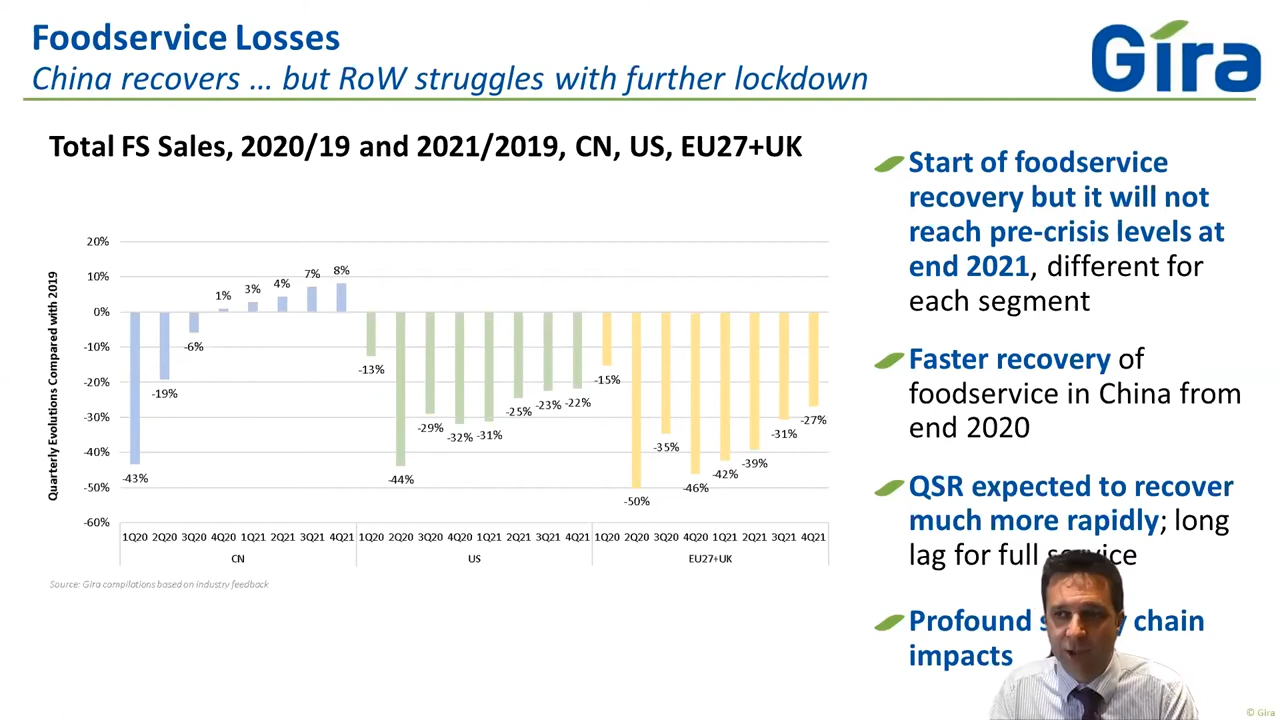 Foodservice Losses
China recovers … but RoW struggles with further lockdown
Gira
Total FS Sales, 2020/19 and 2021/2019, CN, US, EU27+UK
Quarterly Evolutions Compared with 2019
20%
10%
0%
-10%
-20%
-30%
-40%
-50%
-60%
-43%
-19%
-6%
1%
3%
4%
7%
8%
-13%
-44%
-29%
-32%
-31%
-25%
-23%
-22%
-15%
-50%
-35%
-46%
-42%
-39%
-31%
-27%
1Q20 2Q20 3Q20 4Q20 1Q21 2Q21 3Q21 4Q21 1Q20 2Q20 3Q20 4Q20 1Q21 2Q21 3Q21 4Q21 1Q20 2Q20 3Q20 4Q20 1Q21 2Q21 3Q21 4Q21
CN US EU27+UK
Source: Gira compilations based on industry feedback
Start of foodservice
recovery but it will not
reach pre-crisis levels at
end 2021, different for
each segment
Faster recovery of
foodservice in China from
end 2020
QSR expected to recover
much more rapidly; long
lag for full
Profound chain
impacts
© Gira